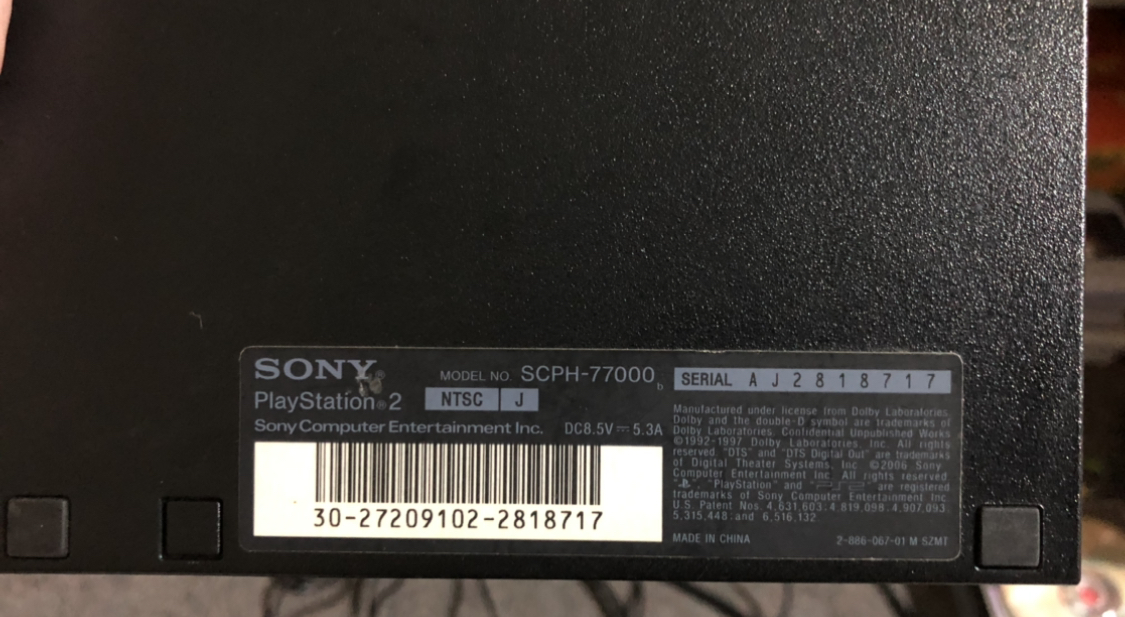 SONY®
MODEL NO. SCPH-77000 b
PlayStation®2
NTSC J
Sony Computer Entertainment Inc. DC8.5V ⎓ 5.3A
30-27209102-2818717
SERIAL A J 2 8 1 8 7 1 7
Manufactured under license from Dolby Laboratories.
Dolby and the double-D symbol are trademarks of
Dolby Laboratories. Confidential Unpublished Works
©1992-1997 Dolby Laboratories, Inc. All rights
reserved. "DTS" and "DTS Digital Out" are trademarks
of Digital Theater Systems, Inc. ©2006 Sony
Computer Entertainment Inc. All rights reserved.
"PlayStation" and are registered
trademarks of Sony Computer Entertainment Inc.
U.S. Patent Nos. 4,631,603; 4,819,098; 4,907,093;
5,315,448; and 6,516,132.
MADE IN CHINA 2-886-067-01 M 5ZMT